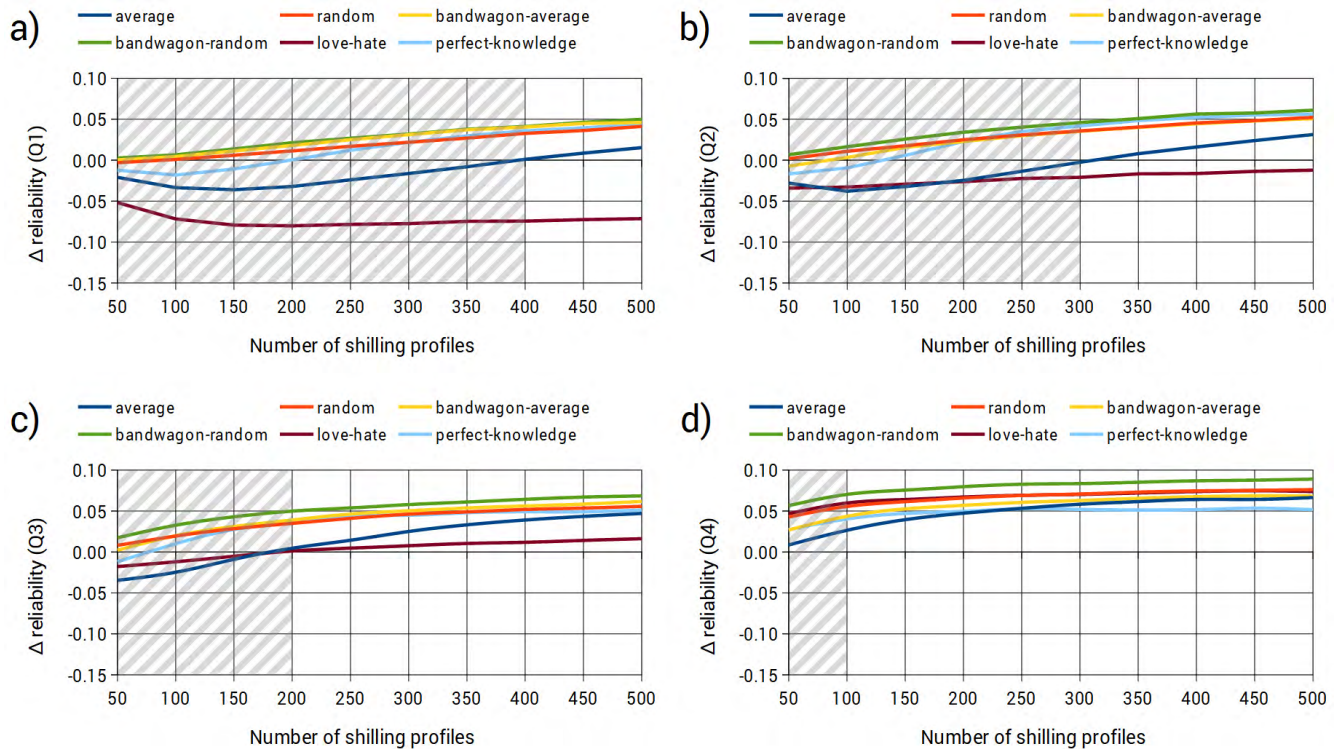 a)
average random bandwagon-average
bandwagon-random love-hate perfect-knowledge
Δ reliability (Q1)
0.10
0.05
0.00
-0.05
-0.10
-0.15
50 100 150 200 250 300 350 400 450 500
Number of shilling profiles
b)
average random bandwagon-average
bandwagon-random love-hate perfect-knowledge
Δ reliability (Q2)
0.10
0.05
0.00
-0.05
-0.10
-0.15
50 100 150 200 250 300 350 400 450 500
Number of shilling profiles
c)
average random bandwagon-average
bandwagon-random love-hate perfect-knowledge
Δ reliability (Q3)
0.10
0.05
0.00
-0.05
-0.10
-0.15
50 100 150 200 250 300 350 400 450 500
Number of shilling profiles
d)
average random bandwagon-average
bandwagon-random love-hate perfect-knowledge
Δ reliability (Q4)
0.10
0.05
0.00
-0.05
-0.10
-0.15
50 100 150 200 250 300 350 400 450 500
Number of shilling profiles